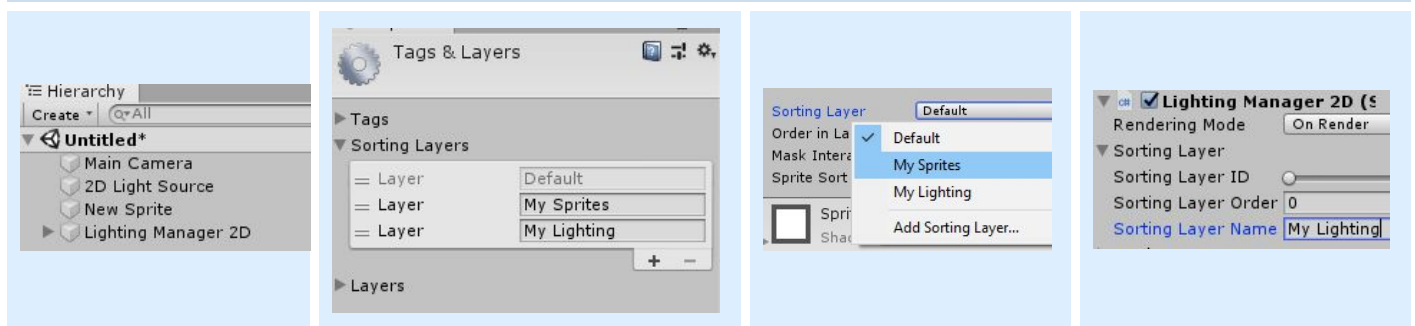 Hierarchy
Create
All
Untitled*
Main Camera
2D Light Source
New Sprite
Lighting Manager 2D
Tags & Layers
Tags
Sorting Layers
Layer Default
Layer My Sprites
Layer My Lighting
+ −
Layers
Sorting Layer Default
Order in La
Default
Mask Intera
My Sprites
Sprite Sort
My Lighting
Spri
Add Sorting Layer...
Shad
Lighting Manager 2D (S
Rendering Mode On Render
Sorting Layer
Sorting Layer ID
Sorting Layer Order 0
Sorting Layer Name My Lighting